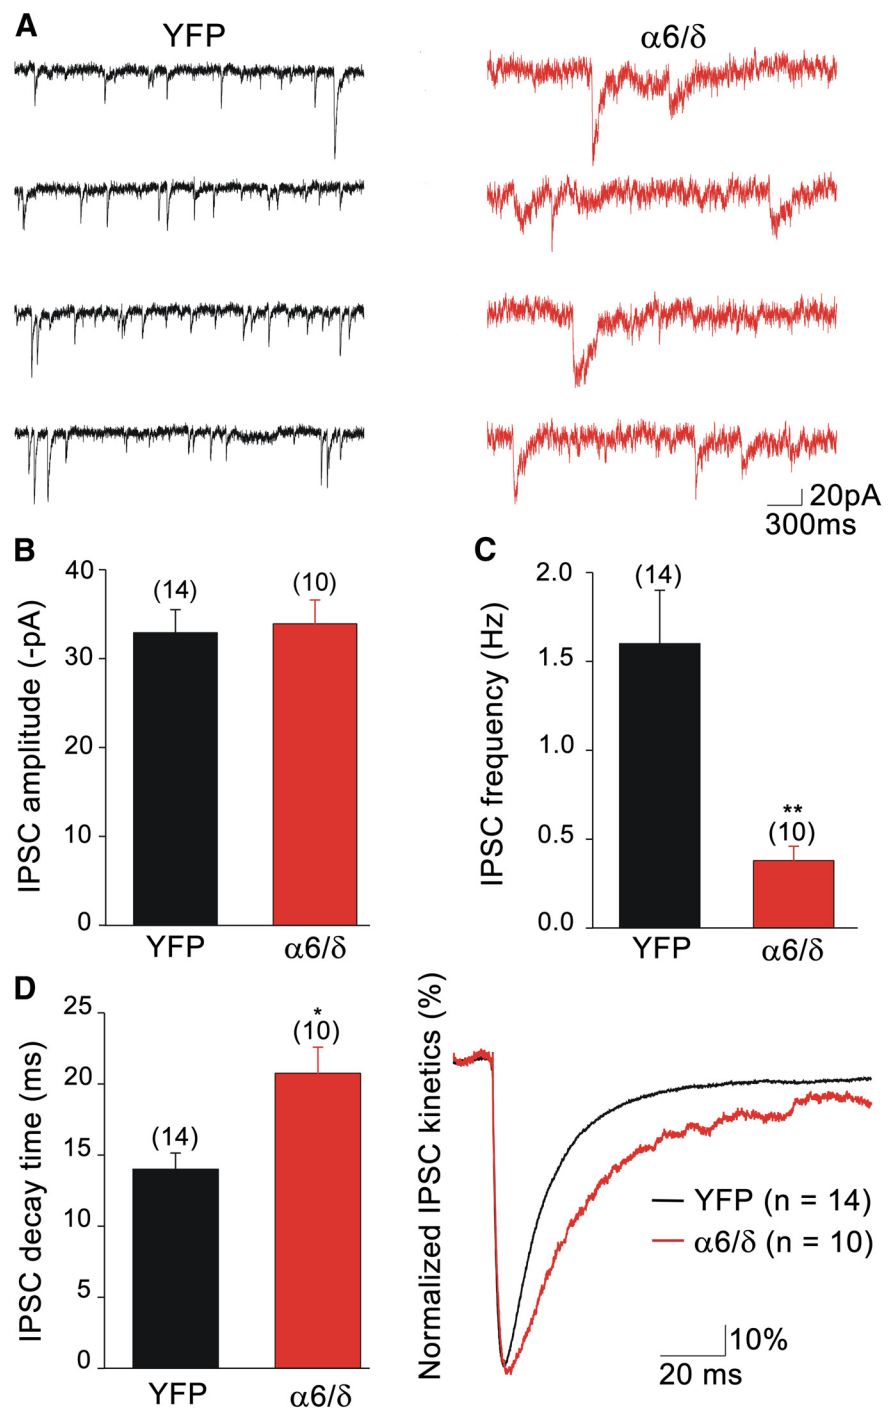 A
YFP
α6/δ
20pA
300ms
B
IPSC amplitude (-pA)
40
30
20
10
0
(14)
(10)
YFP
α6/δ
C
IPSC frequency (Hz)
2.0
1.5
1.0
0.5
0.0
(14)
**
(10)
YFP
α6/δ
D
IPSC decay time (ms)
25
20
15
10
5
0
(14)
*
(10)
YFP
α6/δ
Normalized IPSC kinetics (%)
YFP (n = 14)
α6/δ (n = 10)
10%
20 ms